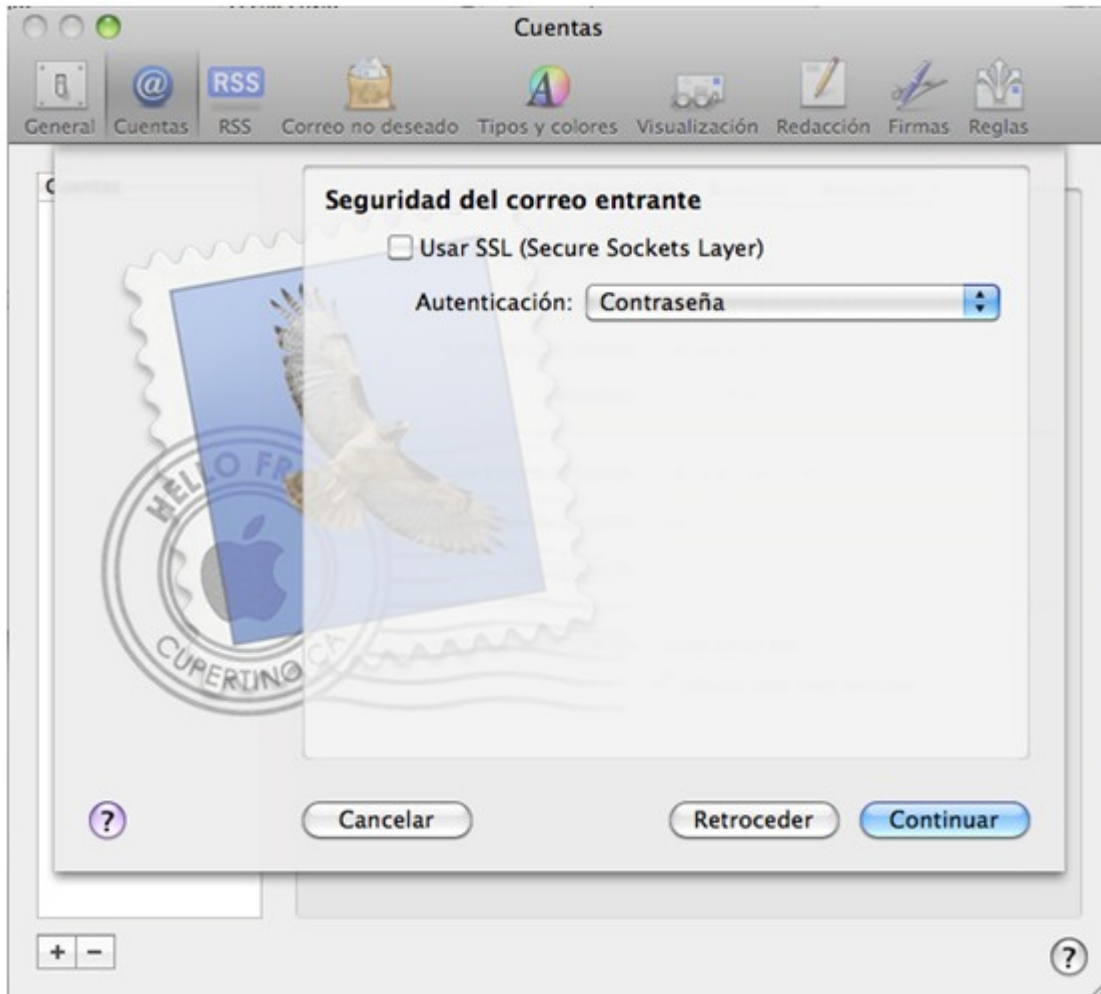 Cuentas
@ RSS
General Cuentas RSS Correo no deseado Tipos y colores Visualización Redacción Firmas Reglas
Seguridad del correo entrante
Usar SSL (Secure Sockets Layer)
Autenticación: Contraseña
HELLO FR
CUPERTINO CA
? Cancelar Retroceder Continuar
+ - ?